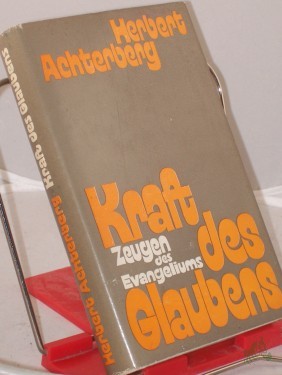 Herbert
Achterberg
Kraft
Zeugen
des
Evangeliums
des
Glaubens
Herbert Achterberg Kraft des Glaubens